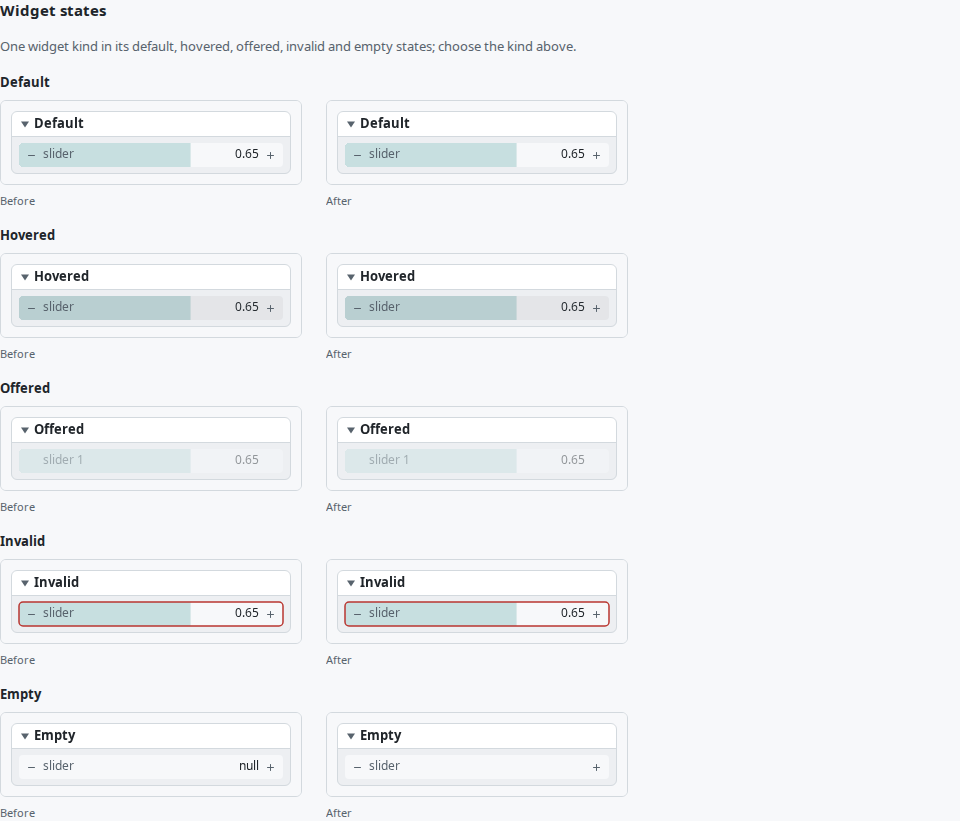 Widget states
One widget kind in its default, hovered, offered, invalid and empty states; choose the kind above.
Default
Default
Default
– slider 0.65 +
– slider 0.65 +
Before
After
Hovered
Hovered
Hovered
– slider 0.65 +
– slider 0.65 +
Before
After
Offered
Offered
Offered
slider 1 0.65
slider 1 0.65
Before
After
Invalid
Invalid
Invalid
– slider 0.65 +
– slider 0.65 +
Before
After
Empty
Empty
Empty
– slider null +
– slider +
Before
After